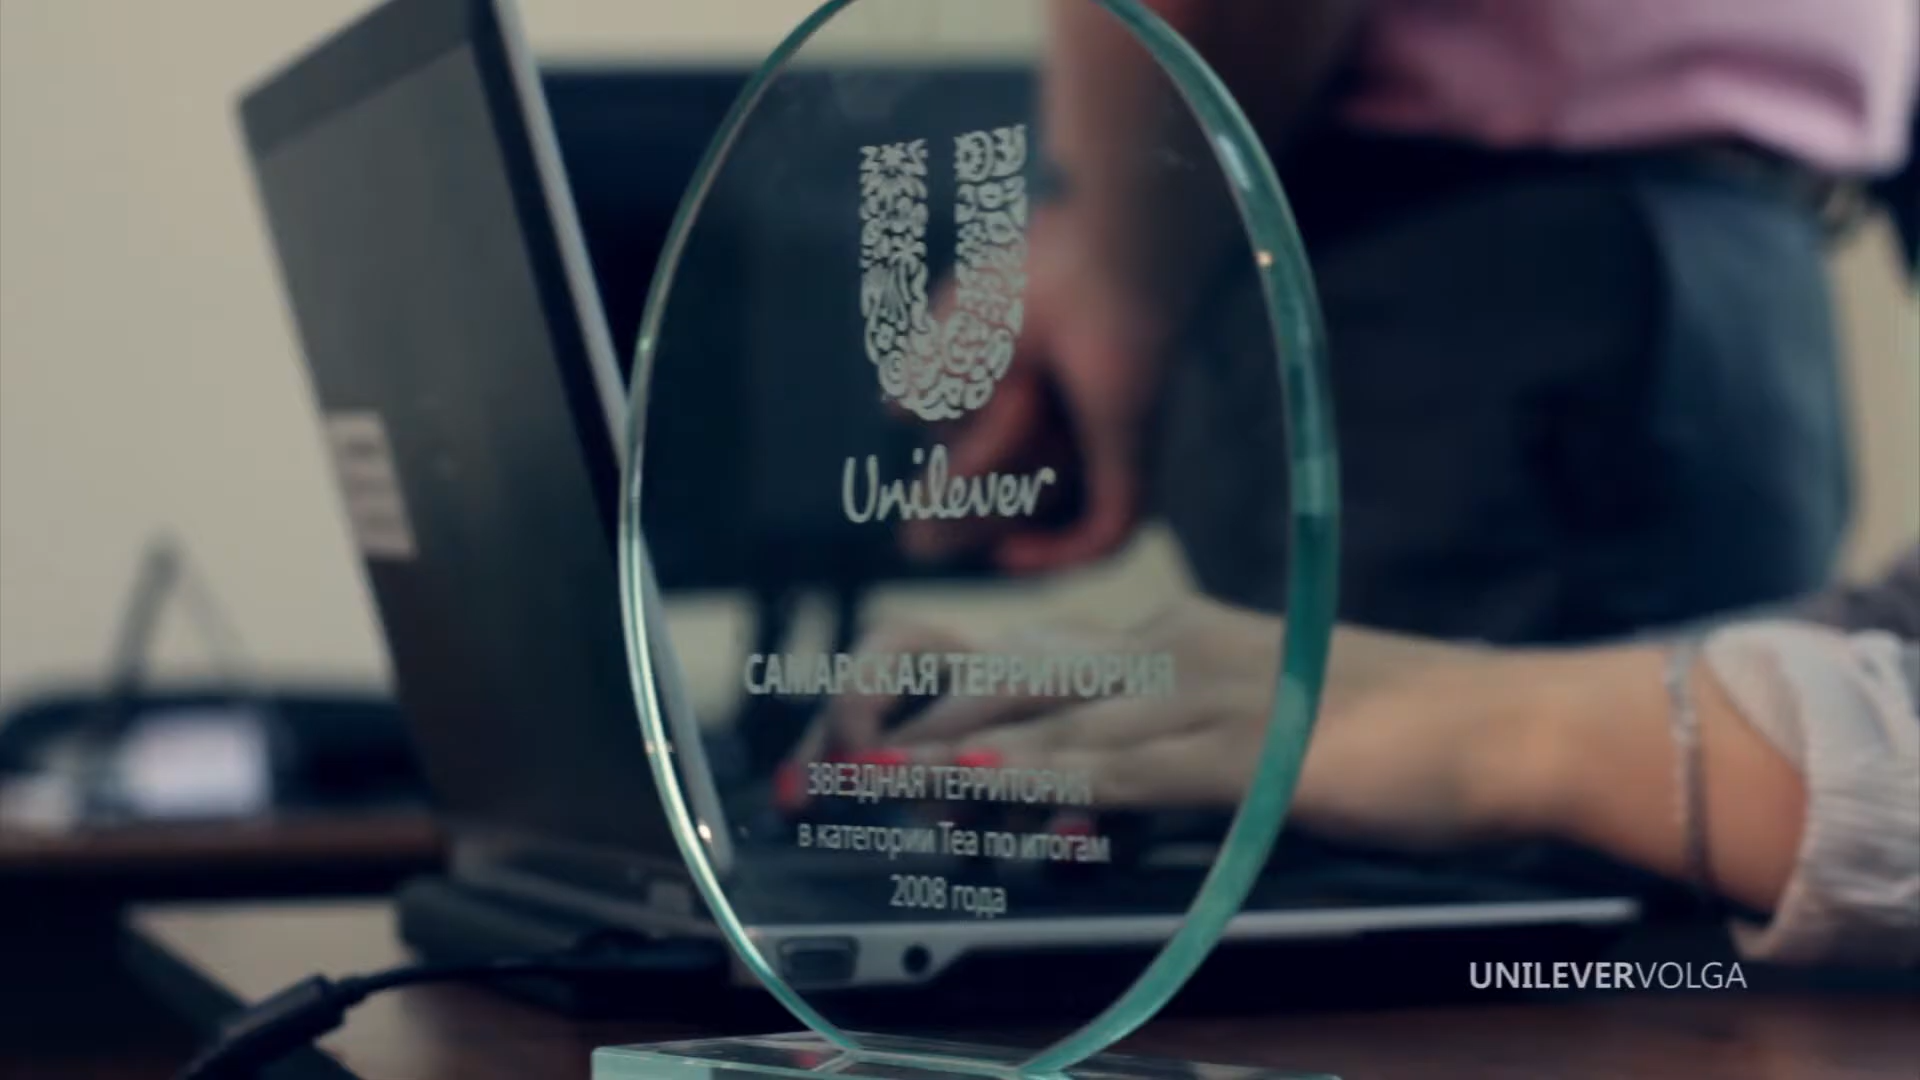 Unilever
САМАРСКАЯ ТЕРРИТОРИЯ
ЗВЕЗДНАЯ ТЕРРИТОРИЯ
в категории Tea по итогам
2008 года
UNILEVERVOLGA